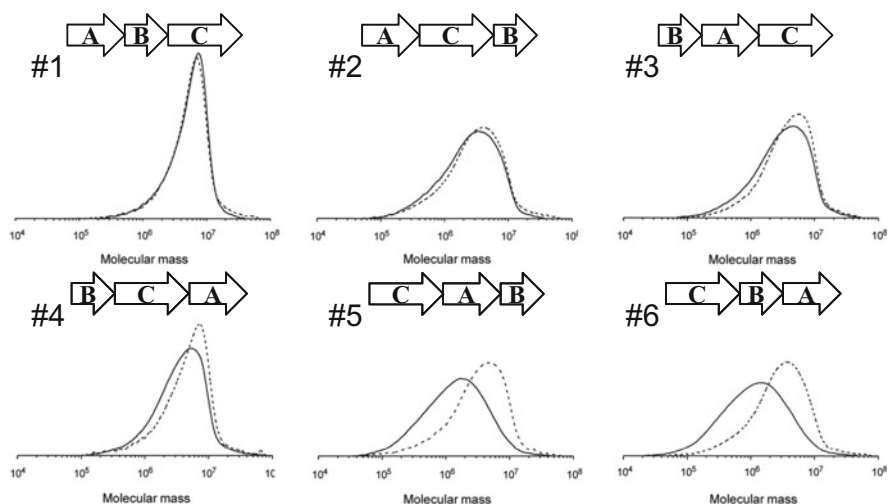 A B C
A C B
B A C
#1
#2
#3
10⁴ 10⁵ 10⁶ 10⁷ 10⁸
10⁴ 10⁵ 10⁶ 10⁷
10⁴ 10⁵ 10⁶ 10⁷ 10⁸
Molecular mass
Molecular mass
Molecular mass
B C A
C A B
C B A
#4
#5
#6
10⁴ 10⁵ 10⁶ 10⁷
10⁴ 10⁵ 10⁶ 10⁷ 10⁸
10⁴ 10⁵ 10⁶ 10⁷ 10⁸
Molecular mass
Molecular mass
Molecular mass